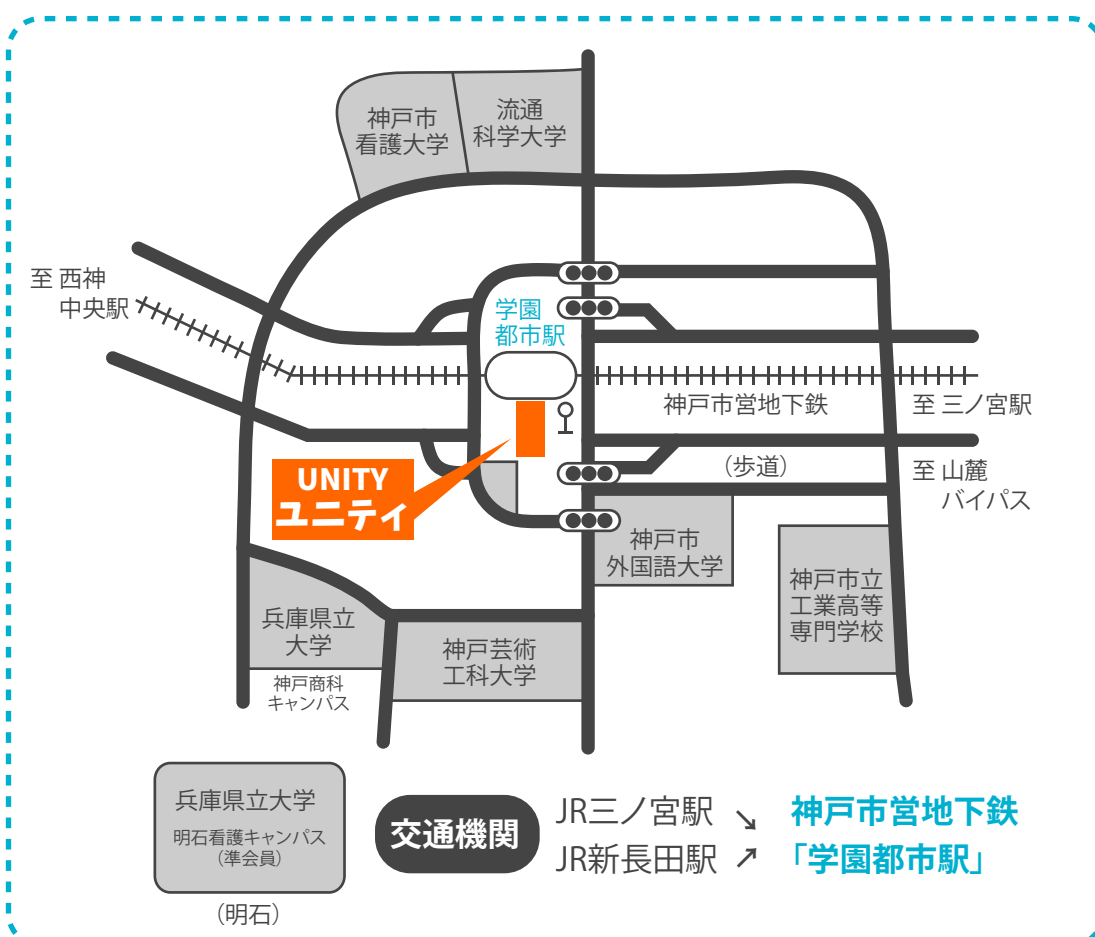 神戸市
看護大学
流通
科学大学
至 西神
中央駅
学園
都市駅
神戸市営地下鉄
至 三ノ宮駅
(歩道)
至 山麓
バイパス
UNITY
ユニティ
神戸市
外国語大学
神戸市立
工業高等
専門学校
兵庫県立
大学
神戸商科
キャンパス
神戸芸術
工科大学
兵庫県立大学
明石看護キャンパス
(準会員)
(明石)
交通機関
JR三ノ宮駅 ↘
JR新長田駅 ↗
神戸市営地下鉄
「学園都市駅」